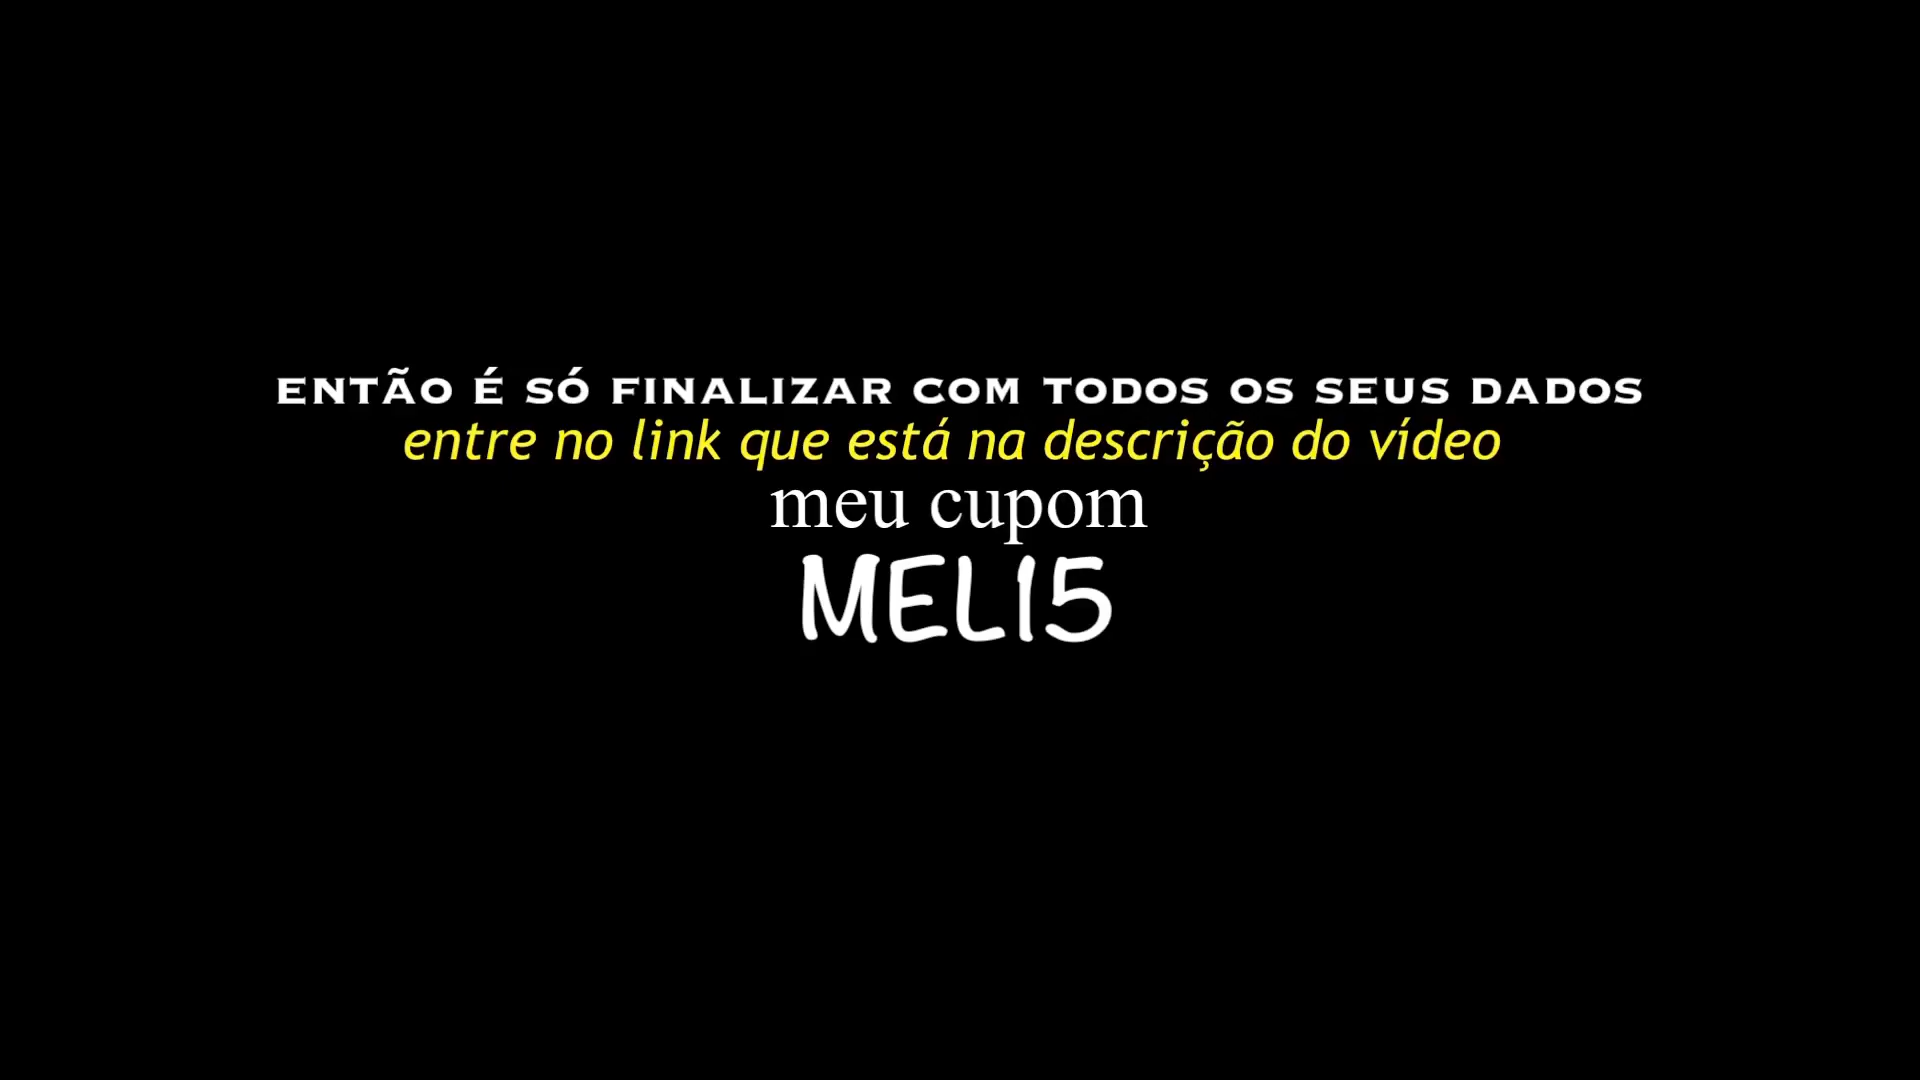 ENTÃO É SÓ FINALIZAR COM TODOS OS SEUS DADOS
entre no link que está na descrição do vídeo
meu cupom
MEL15